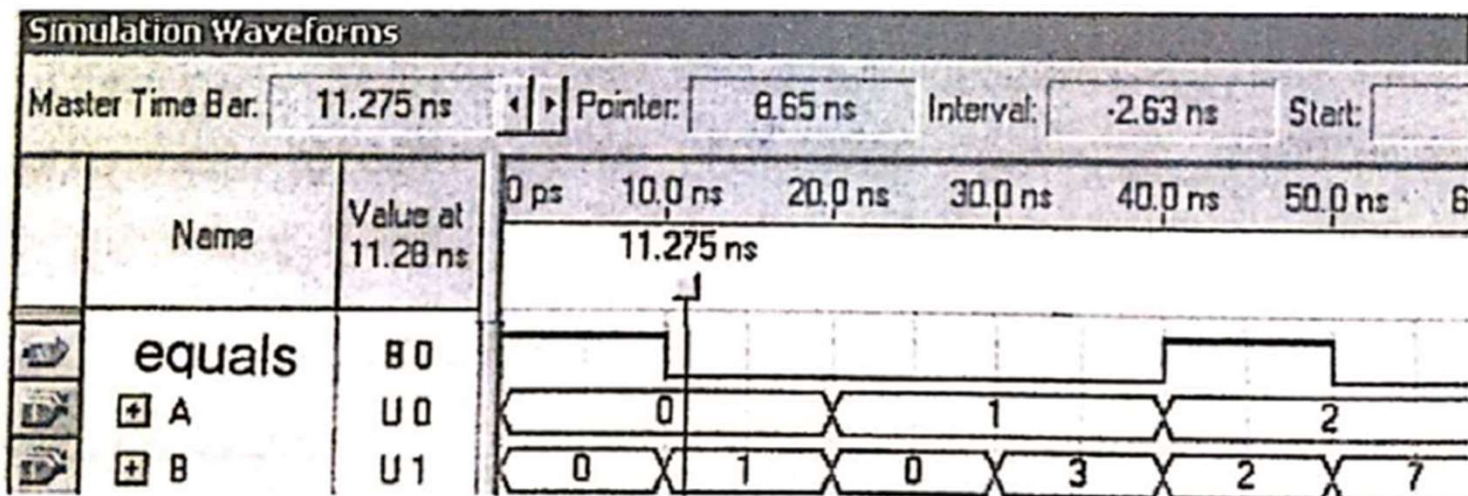 Simulation Waveforms
Master Time Bar: 11.275 ns Pointer: 8.65 ns Interval: -2.63 ns Start:
Name Value at 11.28 ns
0 ps 10.0 ns 20.0 ns 30.0 ns 40.0 ns 50.0 ns 6
11.275 ns
equals B 0
A U 0 0 1 2
B U 1 0 1 0 3 2 7